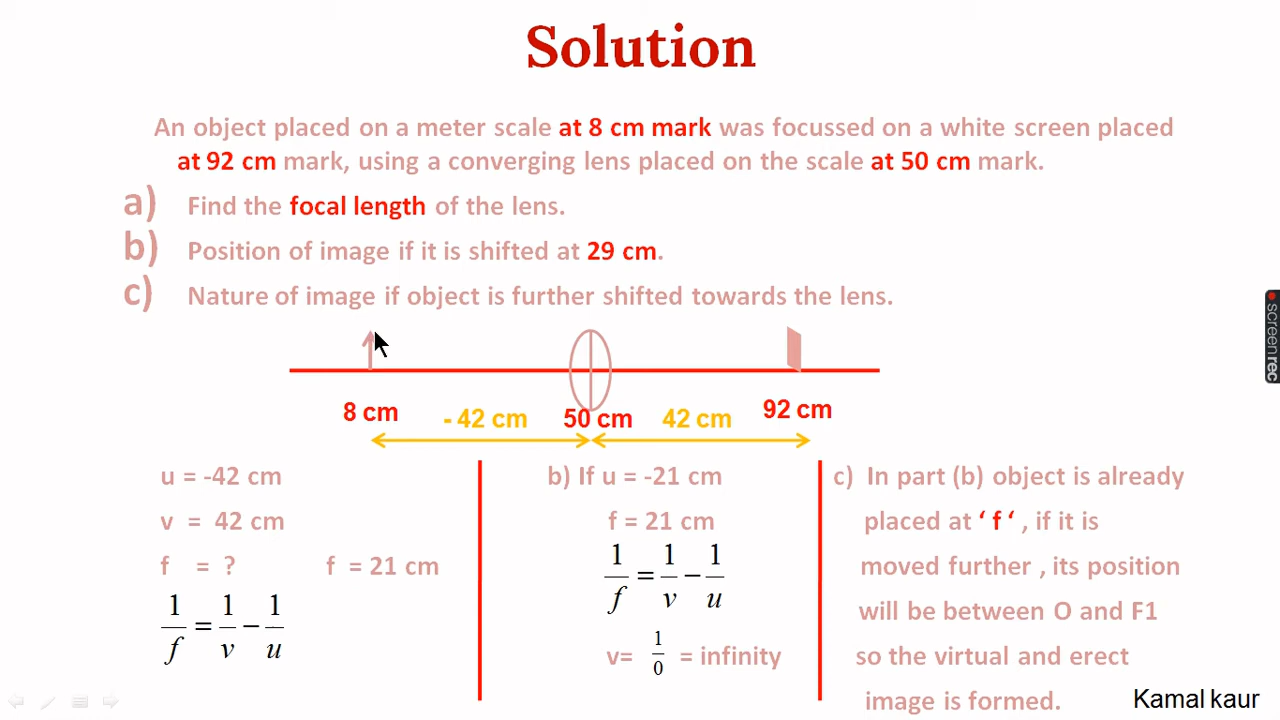 Solution
An object placed on a meter scale at 8 cm mark was focussed on a white screen placed
at 92 cm mark, using a converging lens placed on the scale at 50 cm mark.
a) Find the focal length of the lens.
b) Position of image if it is shifted at 29 cm.
c) Nature of image if object is further shifted towards the lens.
8 cm
- 42 cm
50 cm
42 cm
92 cm
u = -42 cm
v = 42 cm
f = ?
f = 21 cm
1/f = 1/v − 1/u
b) If u = -21 cm
f = 21 cm
1/f = 1/v − 1/u
v= 1/0 = infinity
c) In part (b) object is already
placed at ‘ f ‘ , if it is
moved further , its position
will be between O and F1
so the virtual and erect
image is formed.
Kamal kaur
screenrec